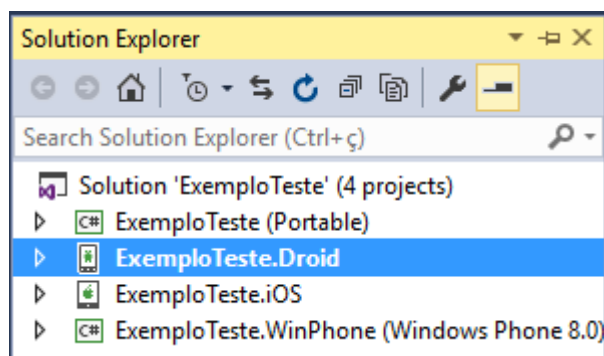 Solution Explorer
Search Solution Explorer (Ctrl+ç)
Solution 'ExemploTeste' (4 projects)
C# ExemploTeste (Portable)
ExemploTeste.Droid
ExemploTeste.iOS
C# ExemploTeste.WinPhone (Windows Phone 8.0)